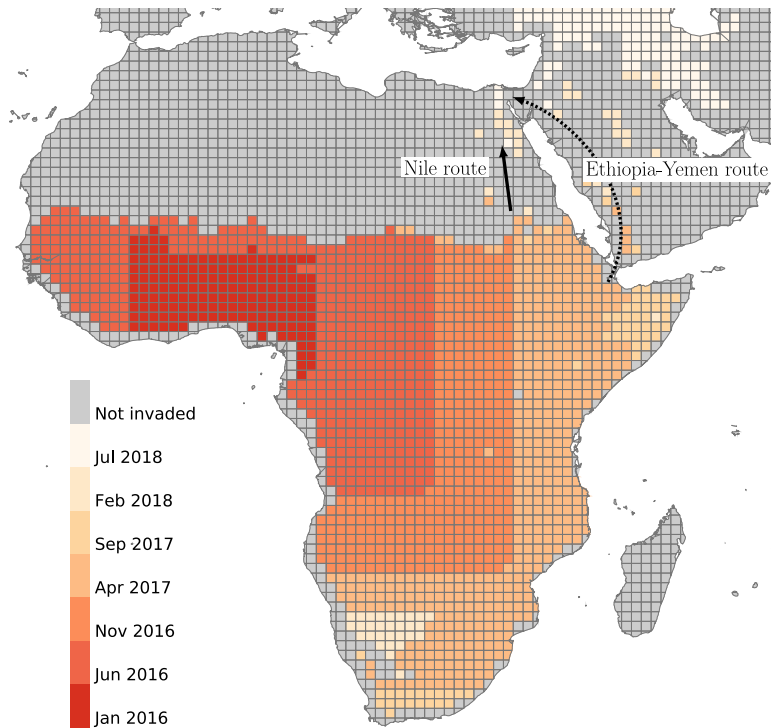 Nile route
Ethiopia-Yemen route
Not invaded
Jul 2018
Feb 2018
Sep 2017
Apr 2017
Nov 2016
Jun 2016
Jan 2016